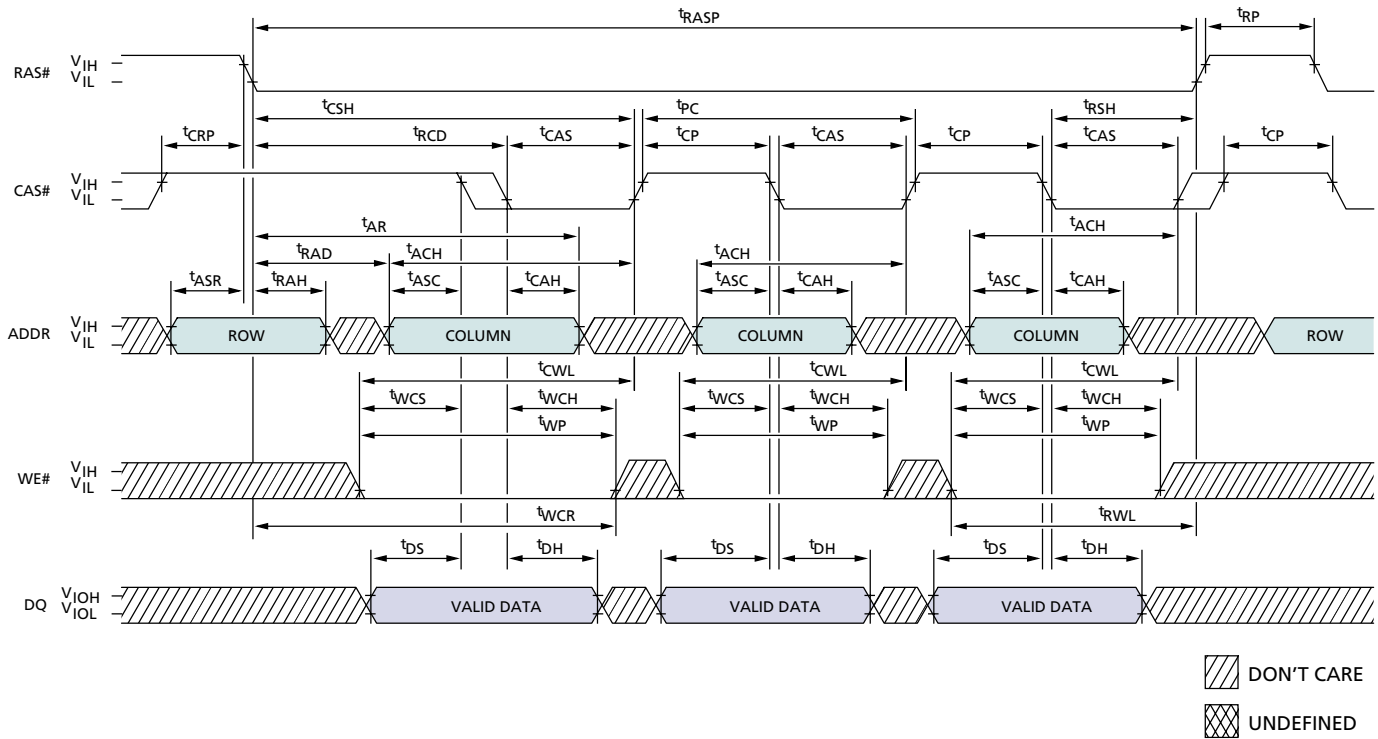 tRASP tRP
RAS# VIH
VIL
tCSH tPC tRSH
tCRP tRCD tCAS tCP tCAS tCP tCAS tCP
CAS# VIH
VIL
tAR tACH
tRAD tACH tACH
tASR tRAH tASC tCAH tASC tCAH tASC tCAH
ADDR VIH
VIL
ROW COLUMN COLUMN COLUMN ROW
tCWL tCWL tCWL
tWCS tWCH tWCS tWCH tWCS tWCH
tWP tWP tWP
WE# VIH
VIL
tWCR tRWL
tDS tDH tDS tDH tDS tDH
DQ VIOH
VIOL
VALID DATA VALID DATA VALID DATA
DON'T CARE
UNDEFINED